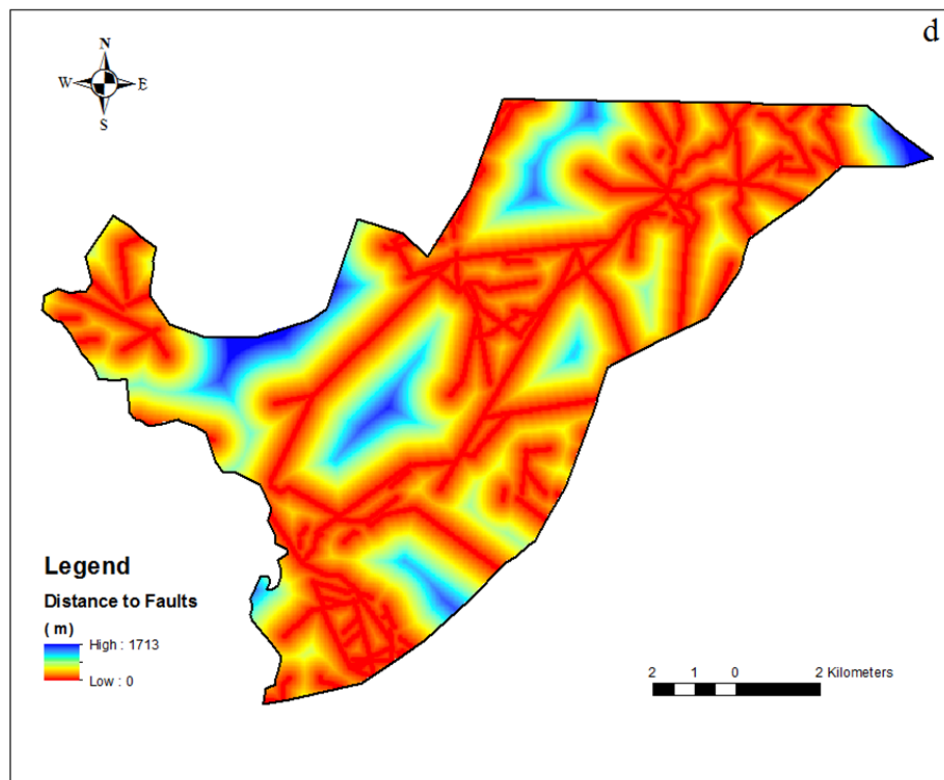 d
N
W E
S
Legend
Distance to Faults
( m )
High : 1713
Low : 0
2 1 0 2 Kilometers